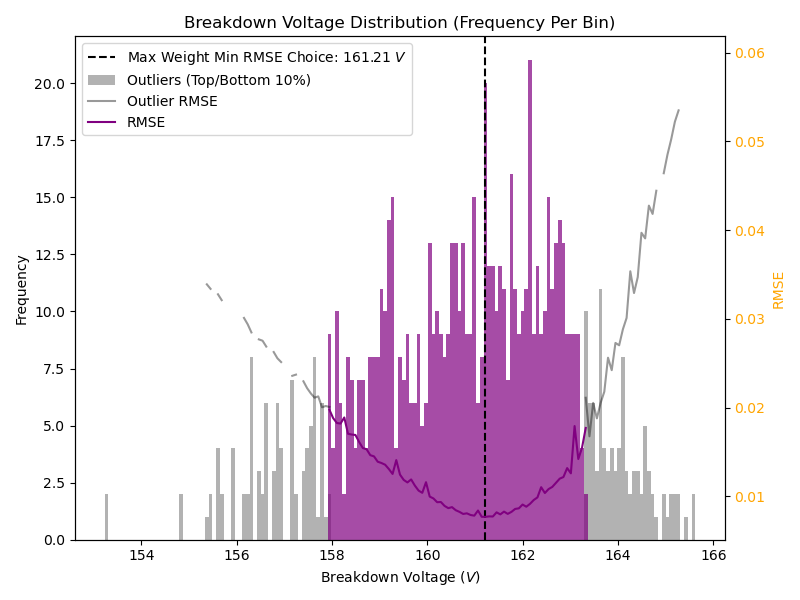 Breakdown Voltage Distribution (Frequency Per Bin)
Max Weight Min RMSE Choice: 161.21 V
Outliers (Top/Bottom 10%)
Outlier RMSE
RMSE
20.0
17.5
15.0
12.5
10.0
7.5
5.0
2.5
0.0
Frequency
0.06
0.05
0.04
0.03
0.02
0.01
RMSE
154 156 158 160 162 164 166
Breakdown Voltage (V)